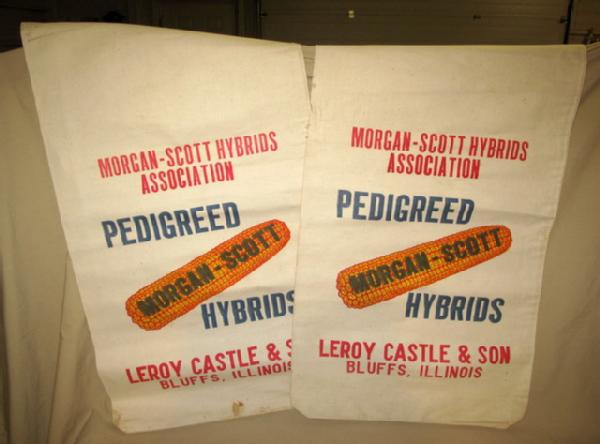 MORGAN-SCOTT HYBRIDS
ASSOCIATION
PEDIGREED
MORGAN-SCOTT
HYBRIDS
LEROY CASTLE & S
BLUFFS, ILLINOIS
MORGAN-SCOTT HYBRIDS
ASSOCIATION
PEDIGREED
MORGAN-SCOTT
HYBRIDS
LEROY CASTLE & SON
BLUFFS, ILLINOIS